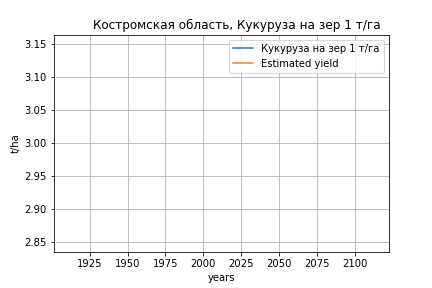 Костромская область, Кукуруза на зер 1 т/га
Кукуруза на зер 1 т/га
Estimated yield
3.15
3.10
3.05
3.00
2.95
2.90
2.85
t/ha
1925 1950 1975 2000 2025 2050 2075 2100
years